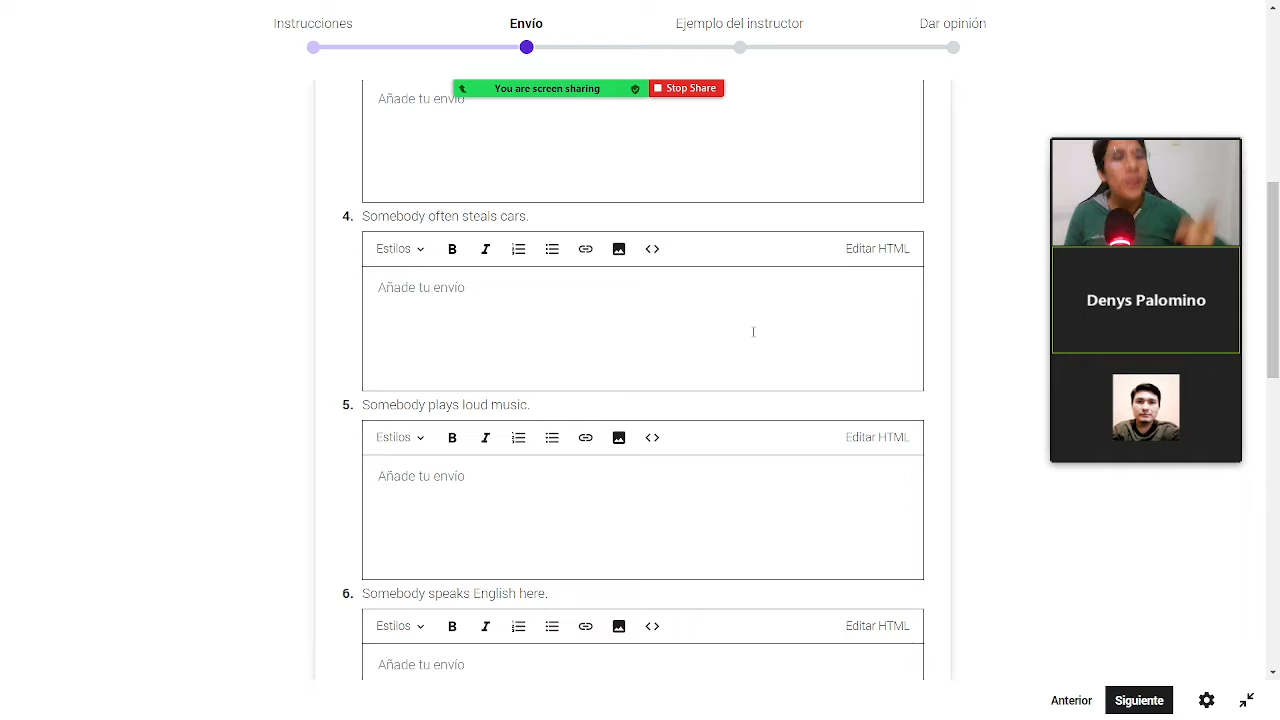 Instrucciones Envío Ejemplo del instructor Dar opinión
You are screen sharing Stop Share
Añade tu envío
4. Somebody often steals cars.
Estilos B I Editar HTML
Añade tu envío
Denys Palomino
5. Somebody plays loud music.
Estilos B I Editar HTML
Añade tu envío
6. Somebody speaks English here.
Estilos B I Editar HTML
Añade tu envío
Anterior Siguiente